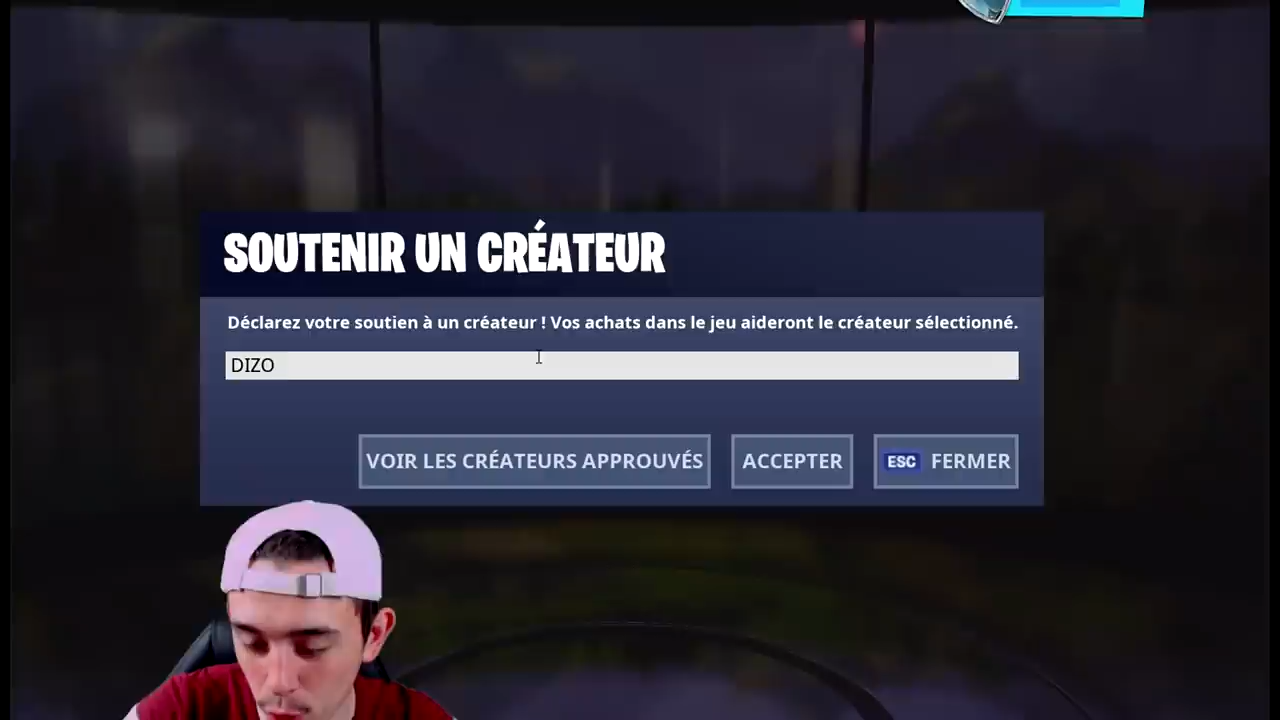 SOUTENIR UN CRÉATEUR
Déclarez votre soutien à un créateur ! Vos achats dans le jeu aideront le créateur sélectionné.
DIZO
VOIR LES CRÉATEURS APPROUVÉS ACCEPTER ESC FERMER